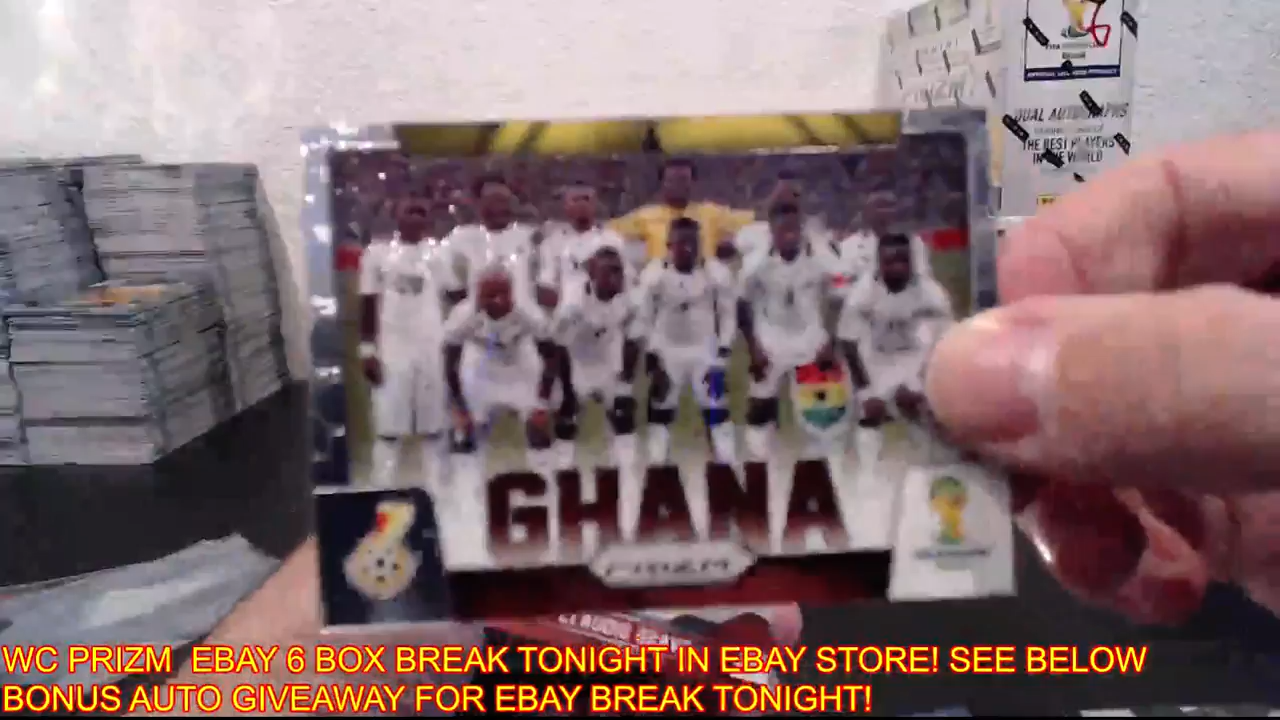 DUAL AUTOGRAPHS
THE BEST PLAYERS
IN THE WORLD
GHANA
PRIZM
WC PRIZM EBAY 6 BOX BREAK TONIGHT IN EBAY STORE! SEE BELOW
BONUS AUTO GIVEAWAY FOR EBAY BREAK TONIGHT!